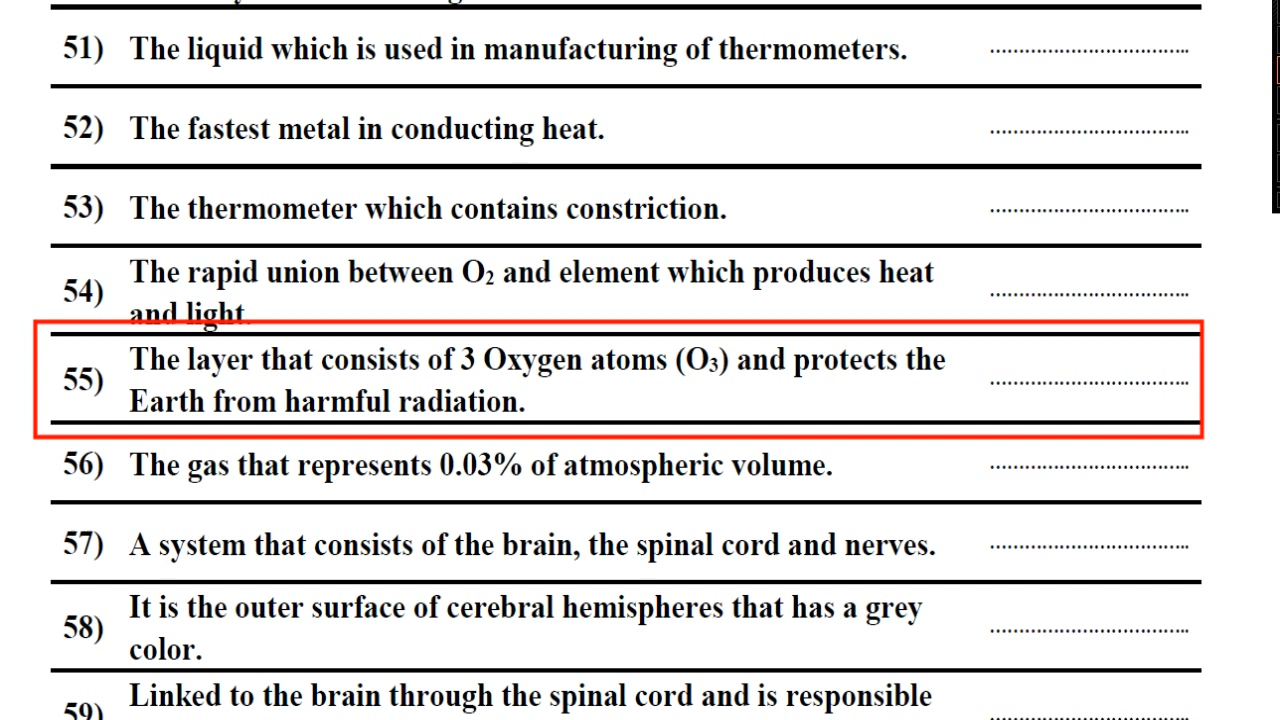 51) The liquid which is used in manufacturing of thermometers. ......................................
52) The fastest metal in conducting heat. ......................................
53) The thermometer which contains constriction. ......................................
The rapid union between O₂ and element which produces heat
54) ......................................
and light.
The layer that consists of 3 Oxygen atoms (O₃) and protects the
55) ......................................
Earth from harmful radiation.
56) The gas that represents 0.03% of atmospheric volume. ......................................
57) A system that consists of the brain, the spinal cord and nerves. ......................................
It is the outer surface of cerebral hemispheres that has a grey
58) ......................................
color.
Linked to the brain through the spinal cord and is responsible
59) ......................................